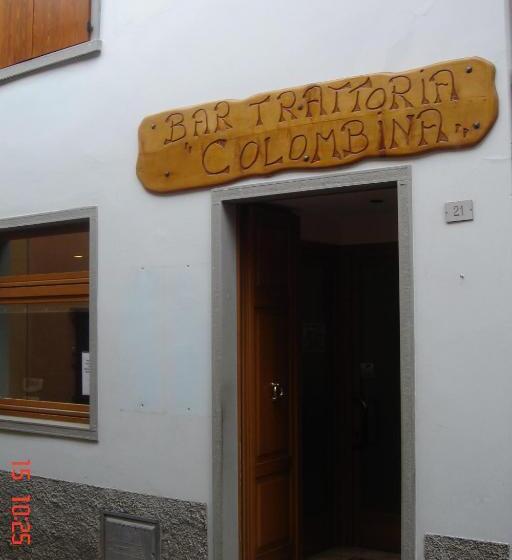 BAR TRATTORIA
"COLOMBINA"
21
15 10:25